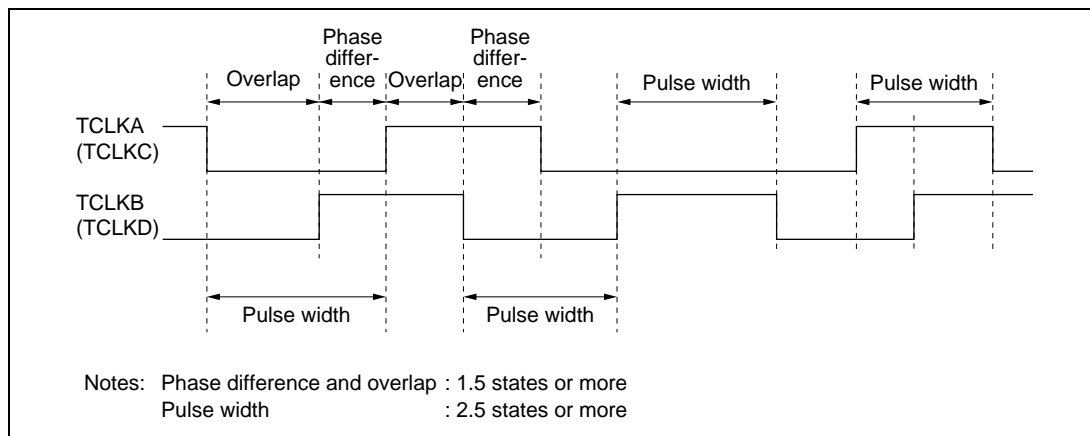 Phase
differ-
ence
Phase
differ-
ence
Overlap
Overlap
Pulse width
Pulse width
TCLKA
(TCLKC)
TCLKB
(TCLKD)
Pulse width
Pulse width
Notes: Phase difference and overlap : 1.5 states or more
Pulse width : 2.5 states or more